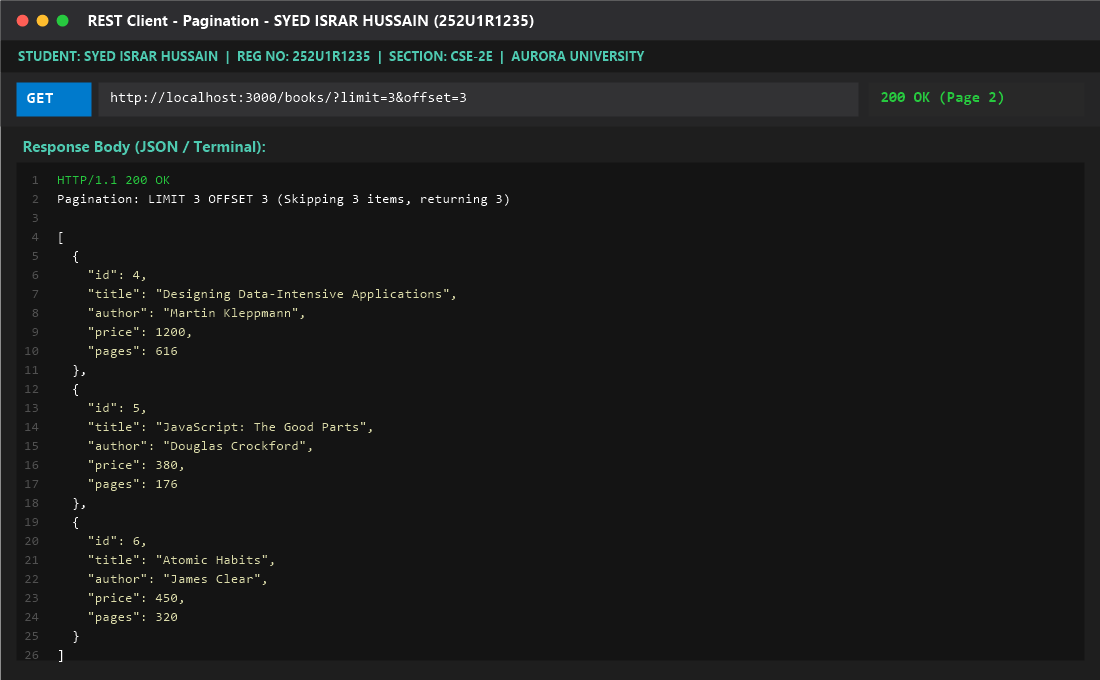 REST Client - Pagination - SYED ISRAR HUSSAIN (252U1R1235)
STUDENT: SYED ISRAR HUSSAIN | REG NO: 252U1R1235 | SECTION: CSE-2E | AURORA UNIVERSITY
GET http://localhost:3000/books/?limit=3&offset=3 200 OK (Page 2)
Response Body (JSON / Terminal):
1 HTTP/1.1 200 OK
2 Pagination: LIMIT 3 OFFSET 3 (Skipping 3 items, returning 3)
3
4 [
5 {
6 "id": 4,
7 "title": "Designing Data-Intensive Applications",
8 "author": "Martin Kleppmann",
9 "price": 1200,
10 "pages": 616
11 },
12 {
13 "id": 5,
14 "title": "JavaScript: The Good Parts",
15 "author": "Douglas Crockford",
16 "price": 380,
17 "pages": 176
18 },
19 {
20 "id": 6,
21 "title": "Atomic Habits",
22 "author": "James Clear",
23 "price": 450,
24 "pages": 320
25 }
26 ]